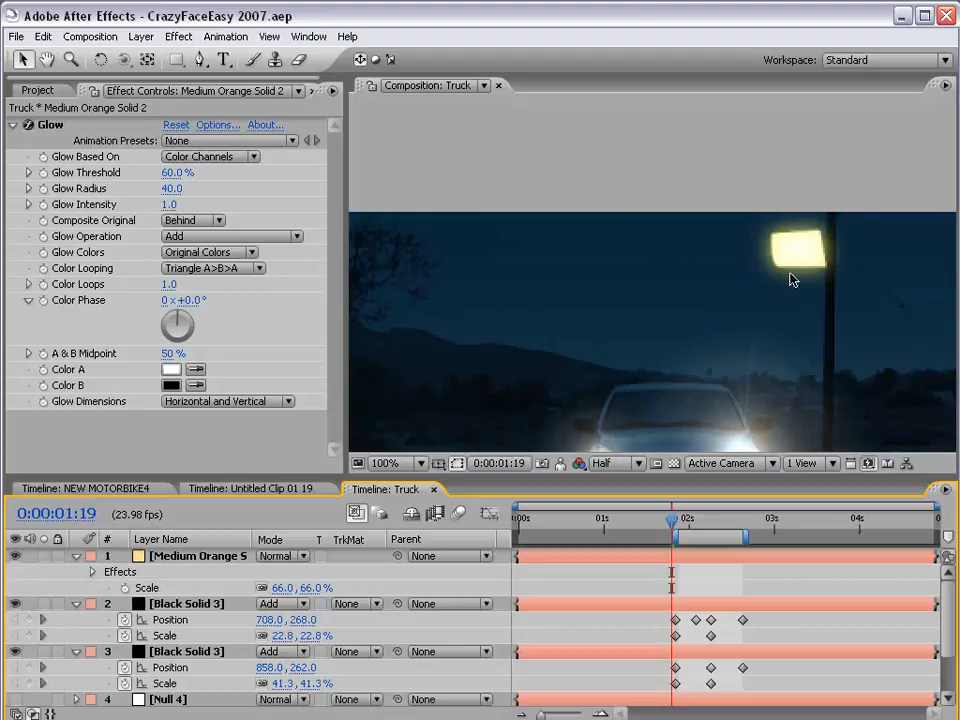 Adobe After Effects - CrazyFaceEasy 2007.aep
File Edit Composition Layer Effect Animation View Window Help
Workspace: Standard
Project Effect Controls: Medium Orange Solid 2
Composition: Truck
Truck * Medium Orange Solid 2
Glow Reset Options... About...
Animation Presets: None
Glow Based On Color Channels
Glow Threshold 60.0 %
Glow Radius 40.0
Glow Intensity 1.0
Composite Original Behind
Glow Operation Add
Glow Colors Original Colors
Color Looping Triangle A>B>A
Color Loops 1.0
Color Phase 0 x+0.0°
A & B Midpoint 50 %
Color A
Color B
Glow Dimensions Horizontal and Vertical
100% 0:00:01:19 Half Active Camera 1 View
Timeline: NEW MOTORBIKE4 Timeline: Untitled Clip 01 19 Timeline: Truck
0:00:01:19 (23.98 fps)
:00s 01s 02s 03s 04s 0
# Layer Name Mode T TrkMat Parent
1 [Medium Orange S Normal None
Effects
Scale 66.0,66.0%
2 [Black Solid 3] Add None None
Position 708.0,268.0
Scale 22.8,22.8%
3 [Black Solid 3] Add None None
Position 858.0,262.0
Scale 41.3,41.3%
4 [Null 4] Normal None None